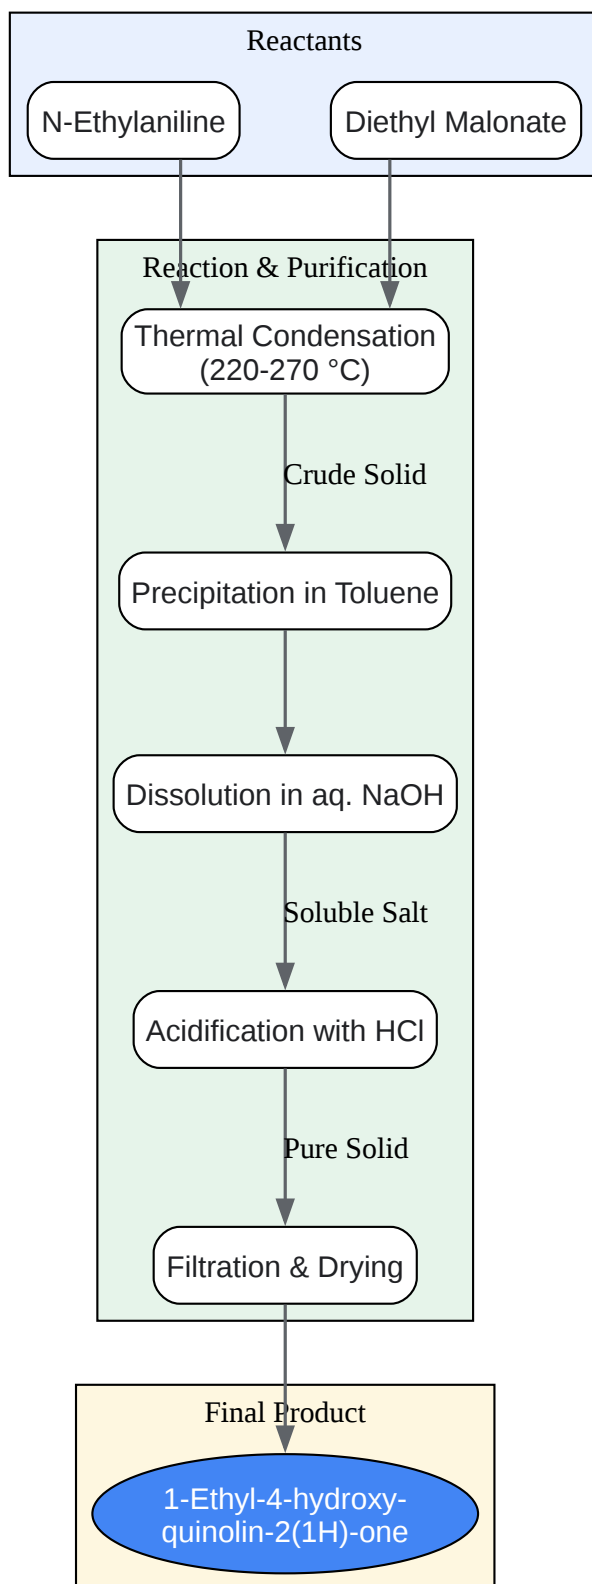 Reactants
N-Ethylaniline
Diethyl Malonate
Reaction & Purification
Thermal Condensation
(220-270 °C)
Crude Solid
Precipitation in Toluene
Dissolution in aq. NaOH
Soluble Salt
Acidification with HCl
Pure Solid
Filtration & Drying
Final Product
1-Ethyl-4-hydroxy-
quinolin-2(1H)-one